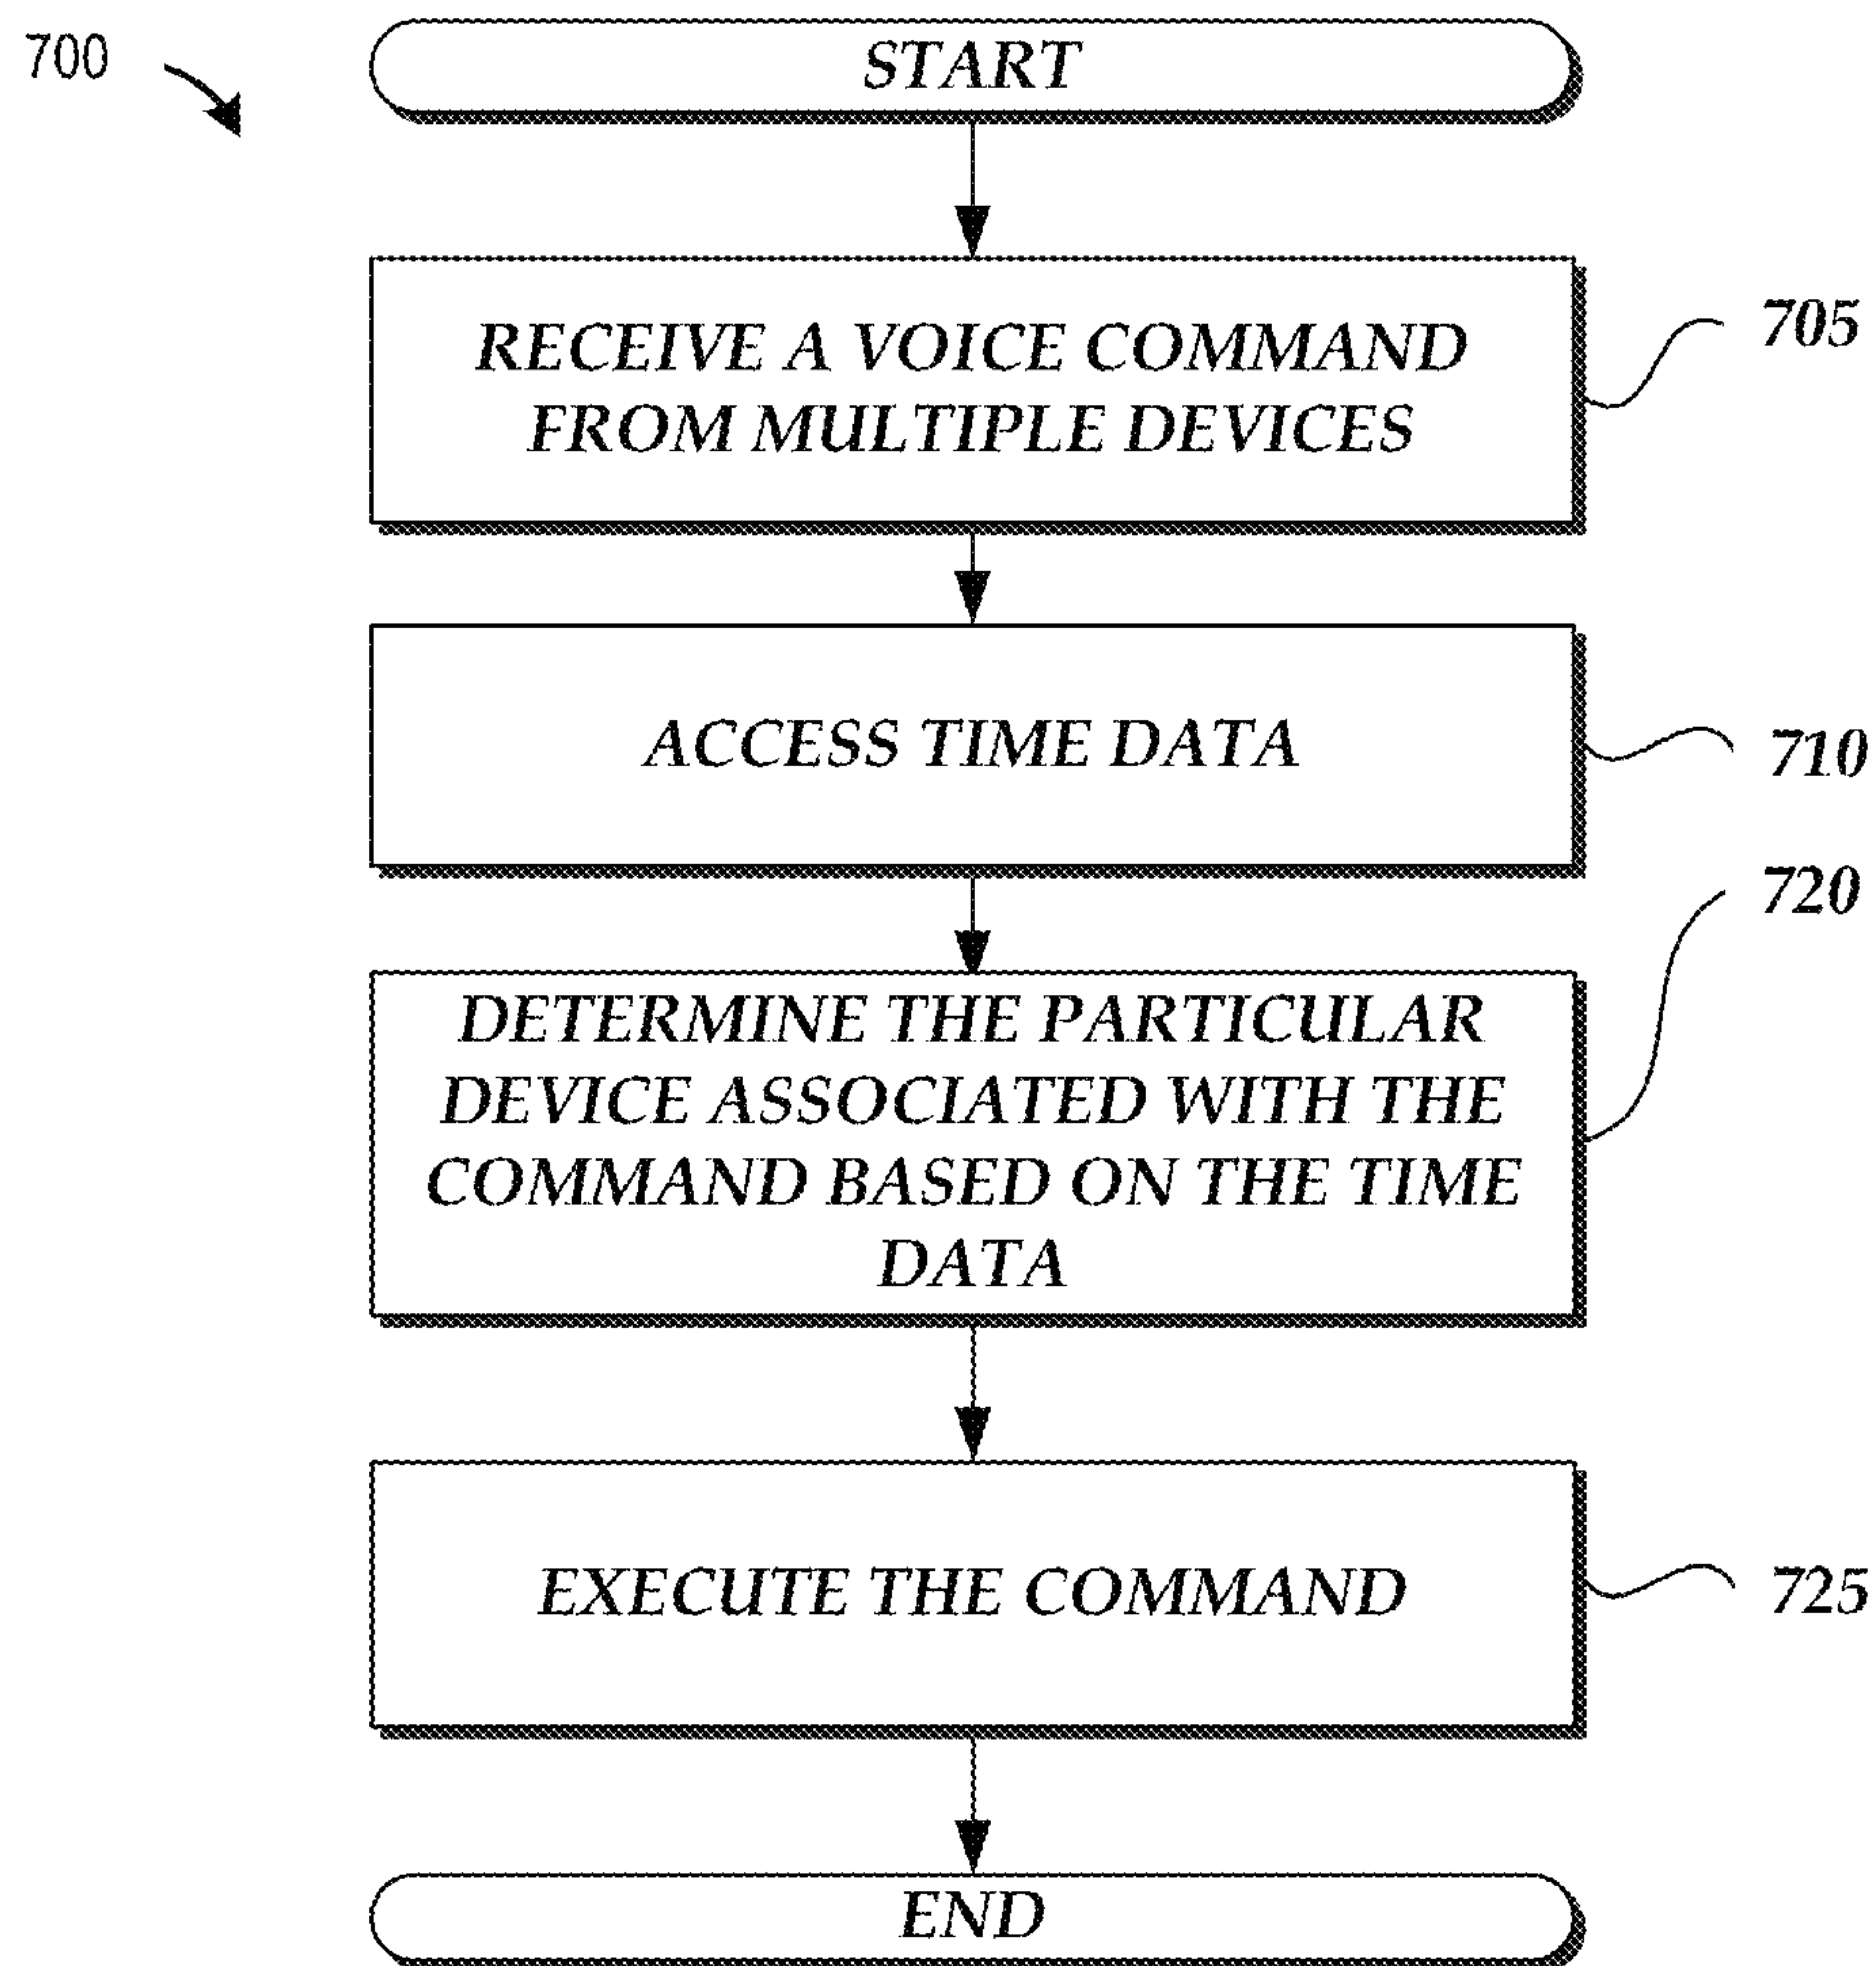 700
START
RECEIVE A VOICE COMMAND
FROM MULTIPLE DEVICES
705
ACCESS TIME DATA
710
720
DETERMINE THE PARTICULAR
DEVICE ASSOCIATED WITH THE
COMMAND BASED ON THE TIME
DATA
EXECUTE THE COMMAND
725
END